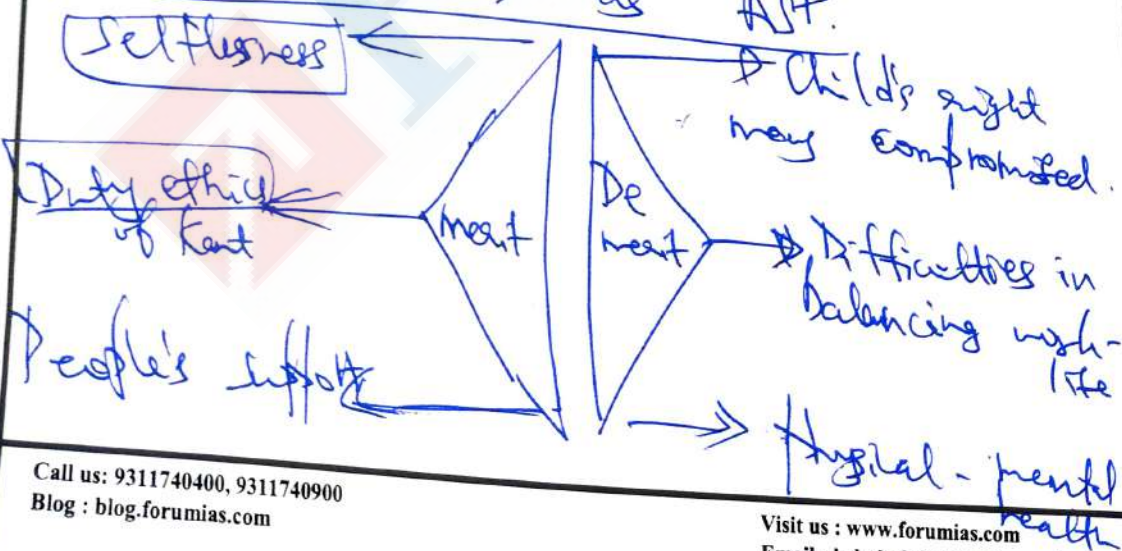 as
Selflessness
Duty ethics
of Kant
People's support
merit
De
merit
Child's right
may compromised.
Difficulties in
balancing work-
life
Physical - mental
health
Call us: 9311740400, 9311740900
Blog : blog.forumias.com
Visit us : www.forumias.com